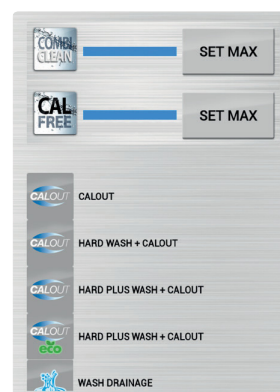 COMBI
CLEAN
SET MAX
CAL
FREE
SET MAX
CALOUT
CALOUT
CALOUT
HARD WASH + CALOUT
CALOUT
HARD PLUS WASH + CALOUT
CALOUT
eco
HARD PLUS WASH + CALOUT
WASH DRAINAGE